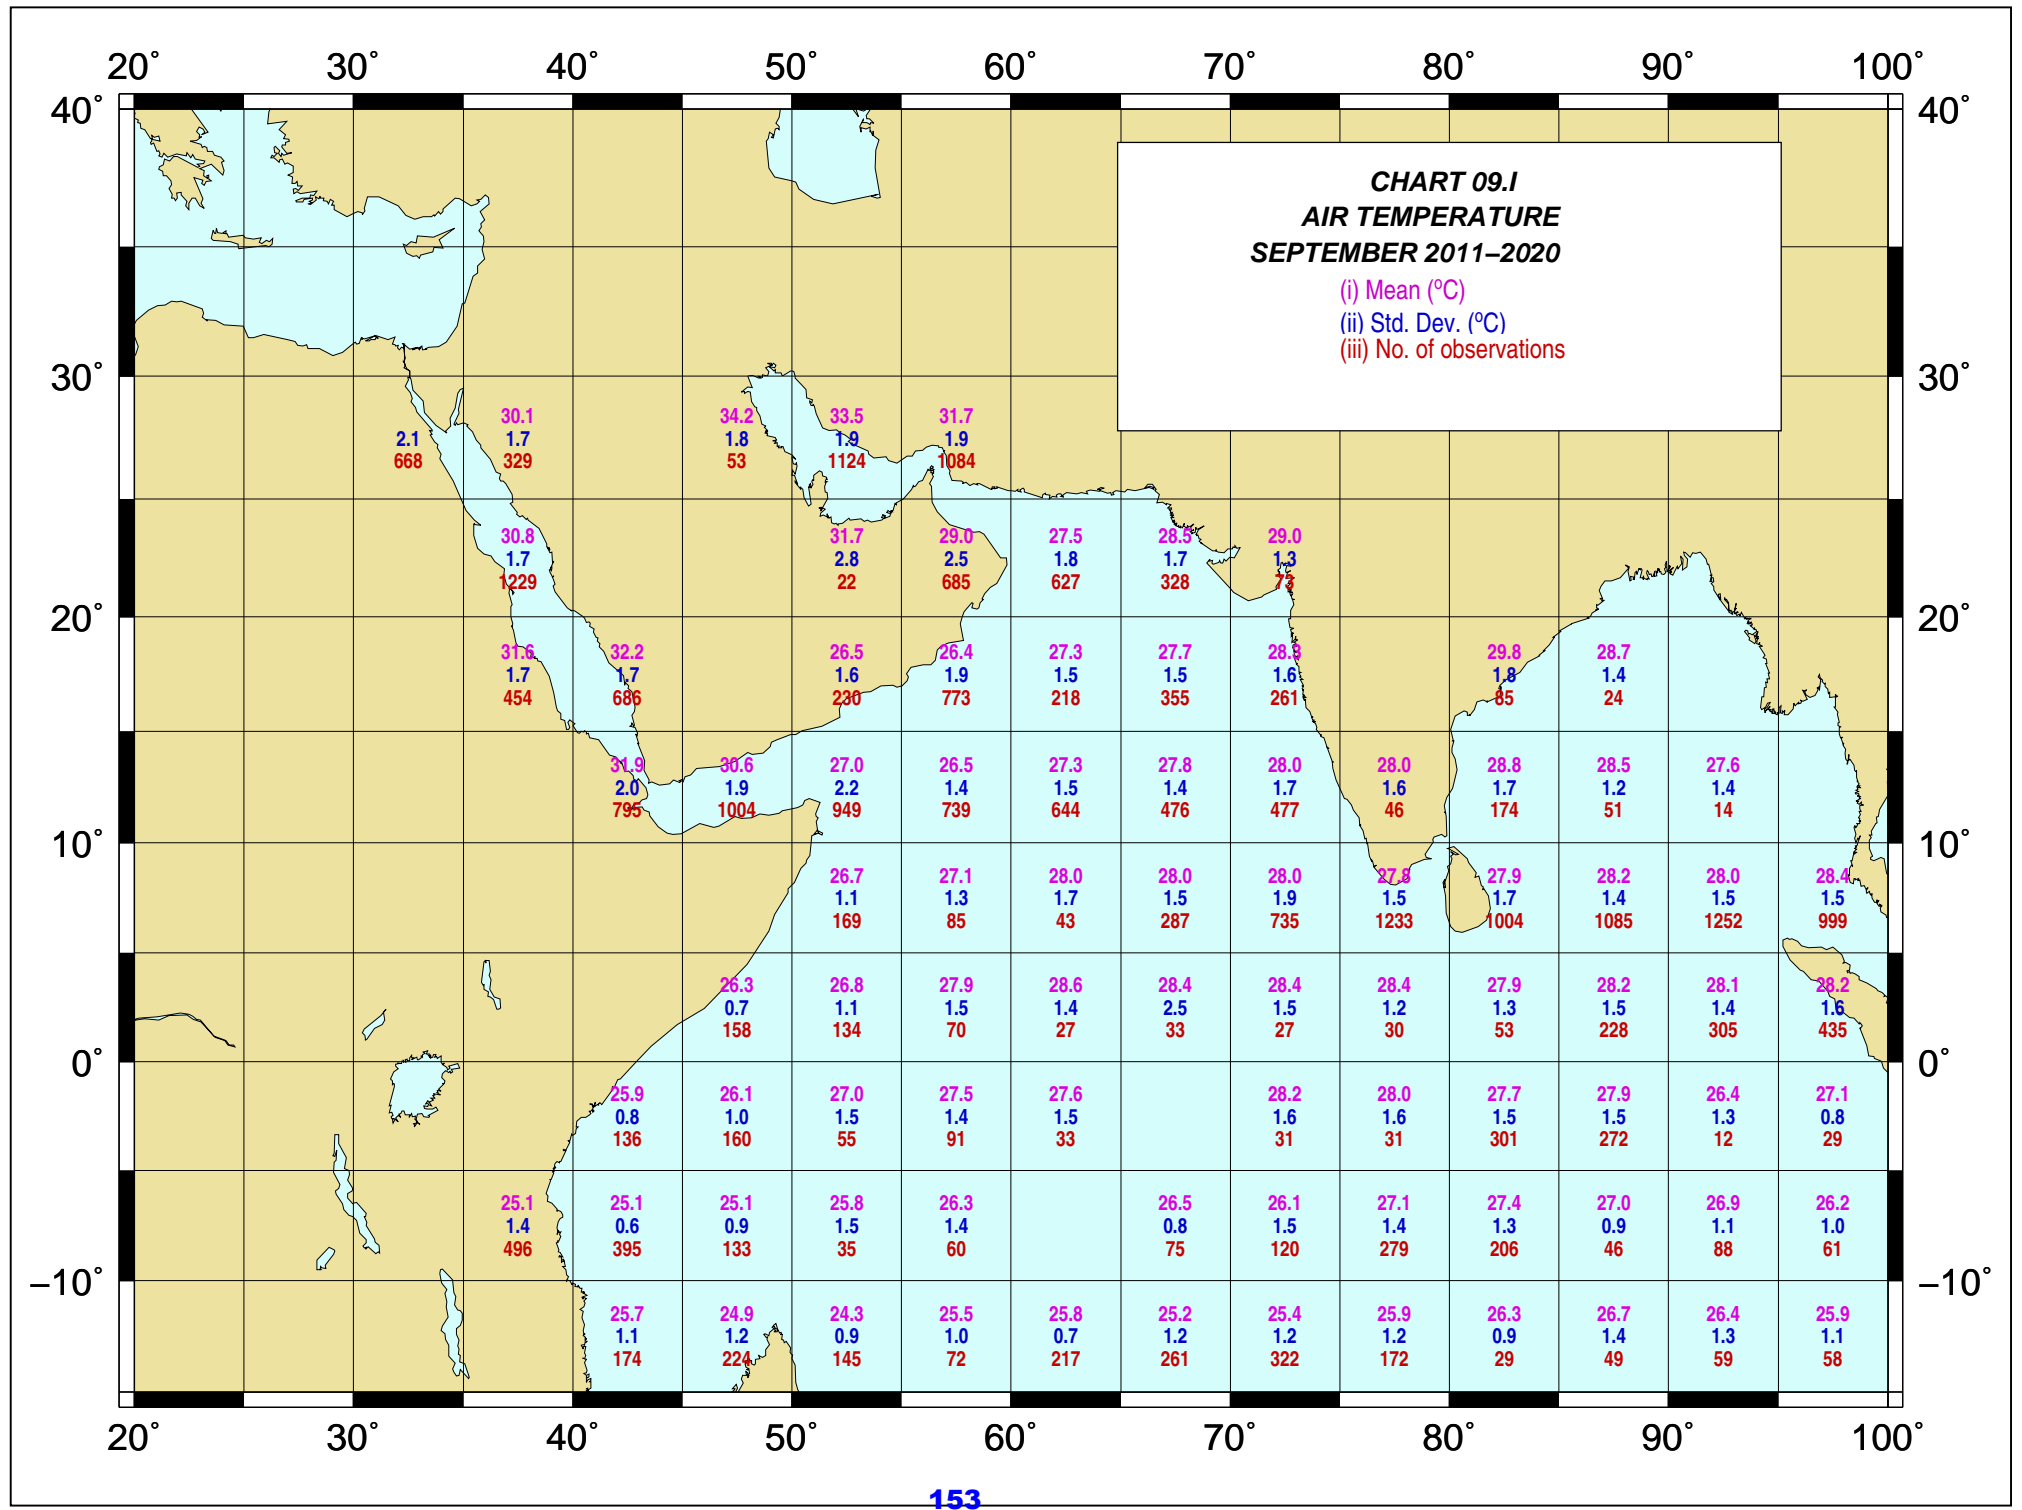 20° 30° 40° 50° 60° 70° 80° 90° 100°
40° 40°
CHART 09.I
AIR TEMPERATURE
SEPTEMBER 2011–2020
(i) Mean (ºC)
(ii) Std. Dev. (ºC)
(iii) No. of observations
30° 30°
30.1 34.2 33.5 31.7
2.1 1.7 1.8 1.9 1.9
668 329 53 1124 1084
30.8 31.7 29.0 27.5 28.5 29.0
1.7 2.8 2.5 1.8 1.7 1.3
1229 22 685 627 328 73
20° 20°
31.6 32.2 26.5 26.4 27.3 27.7 28.3 29.8 28.7
1.7 1.7 1.6 1.9 1.5 1.5 1.6 1.8 1.4
454 686 230 773 218 355 261 85 24
31.9 30.6 27.0 26.5 27.3 27.8 28.0 28.0 28.8 28.5 27.6
2.0 1.9 2.2 1.4 1.5 1.4 1.7 1.6 1.7 1.2 1.4
795 1004 949 739 644 476 477 46 174 51 14
10° 10°
26.7 27.1 28.0 28.0 28.0 27.8 27.9 28.2 28.0 28.4
1.1 1.3 1.7 1.5 1.9 1.5 1.7 1.4 1.5 1.5
169 85 43 287 735 1233 1004 1085 1252 999
26.3 26.8 27.9 28.6 28.4 28.4 28.4 27.9 28.2 28.1 28.2
0.7 1.1 1.5 1.4 2.5 1.5 1.2 1.3 1.5 1.4 1.6
158 134 70 27 33 27 30 53 228 305 435
0° 0°
25.9 26.1 27.0 27.5 27.6 28.2 28.0 27.7 27.9 26.4 27.1
0.8 1.0 1.5 1.4 1.5 1.6 1.6 1.5 1.5 1.3 0.8
136 160 55 91 33 31 31 301 272 12 29
25.1 25.1 25.1 25.8 26.3 26.5 26.1 27.1 27.4 27.0 26.9 26.2
1.4 0.6 0.9 1.5 1.4 0.8 1.5 1.4 1.3 0.9 1.1 1.0
496 395 133 35 60 75 120 279 206 46 88 61
–10° –10°
25.7 24.9 24.3 25.5 25.8 25.2 25.4 25.9 26.3 26.7 26.4 25.9
1.1 1.2 0.9 1.0 0.7 1.2 1.2 1.2 0.9 1.4 1.3 1.1
174 224 145 72 217 261 322 172 29 49 59 58
20° 30° 40° 50° 60° 70° 80° 90° 100°
153